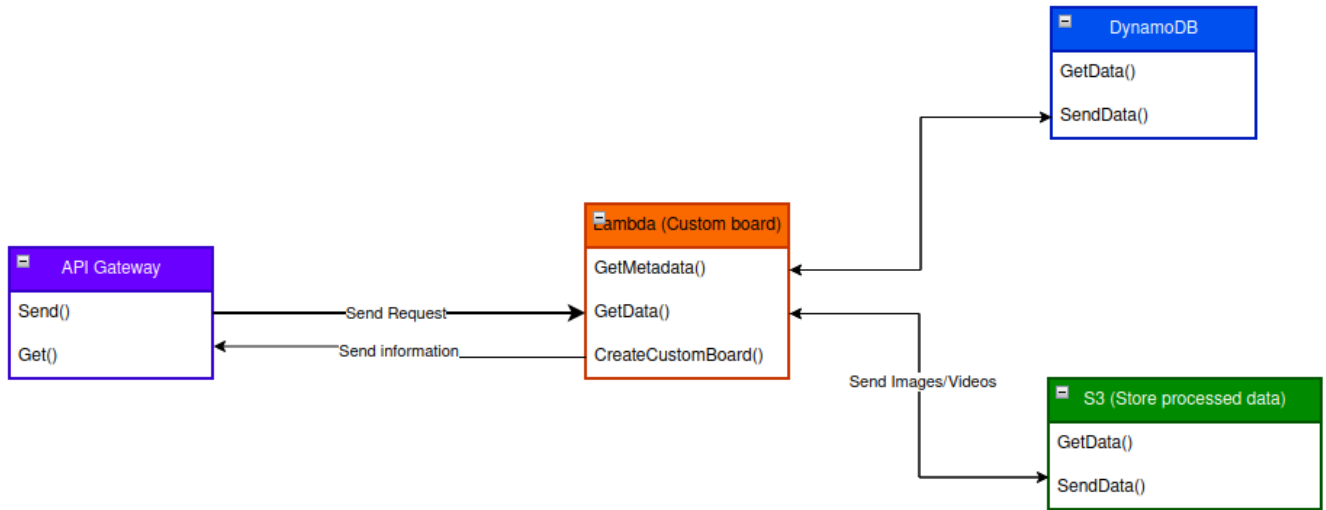 DynamoDB
GetData()
SendData()
Lambda (Custom board)
GetMetadata()
GetData()
CreateCustomBoard()
API Gateway
Send()
Get()
Send Request
Send information
Send Images/Videos
S3 (Store processed data)
GetData()
SendData()